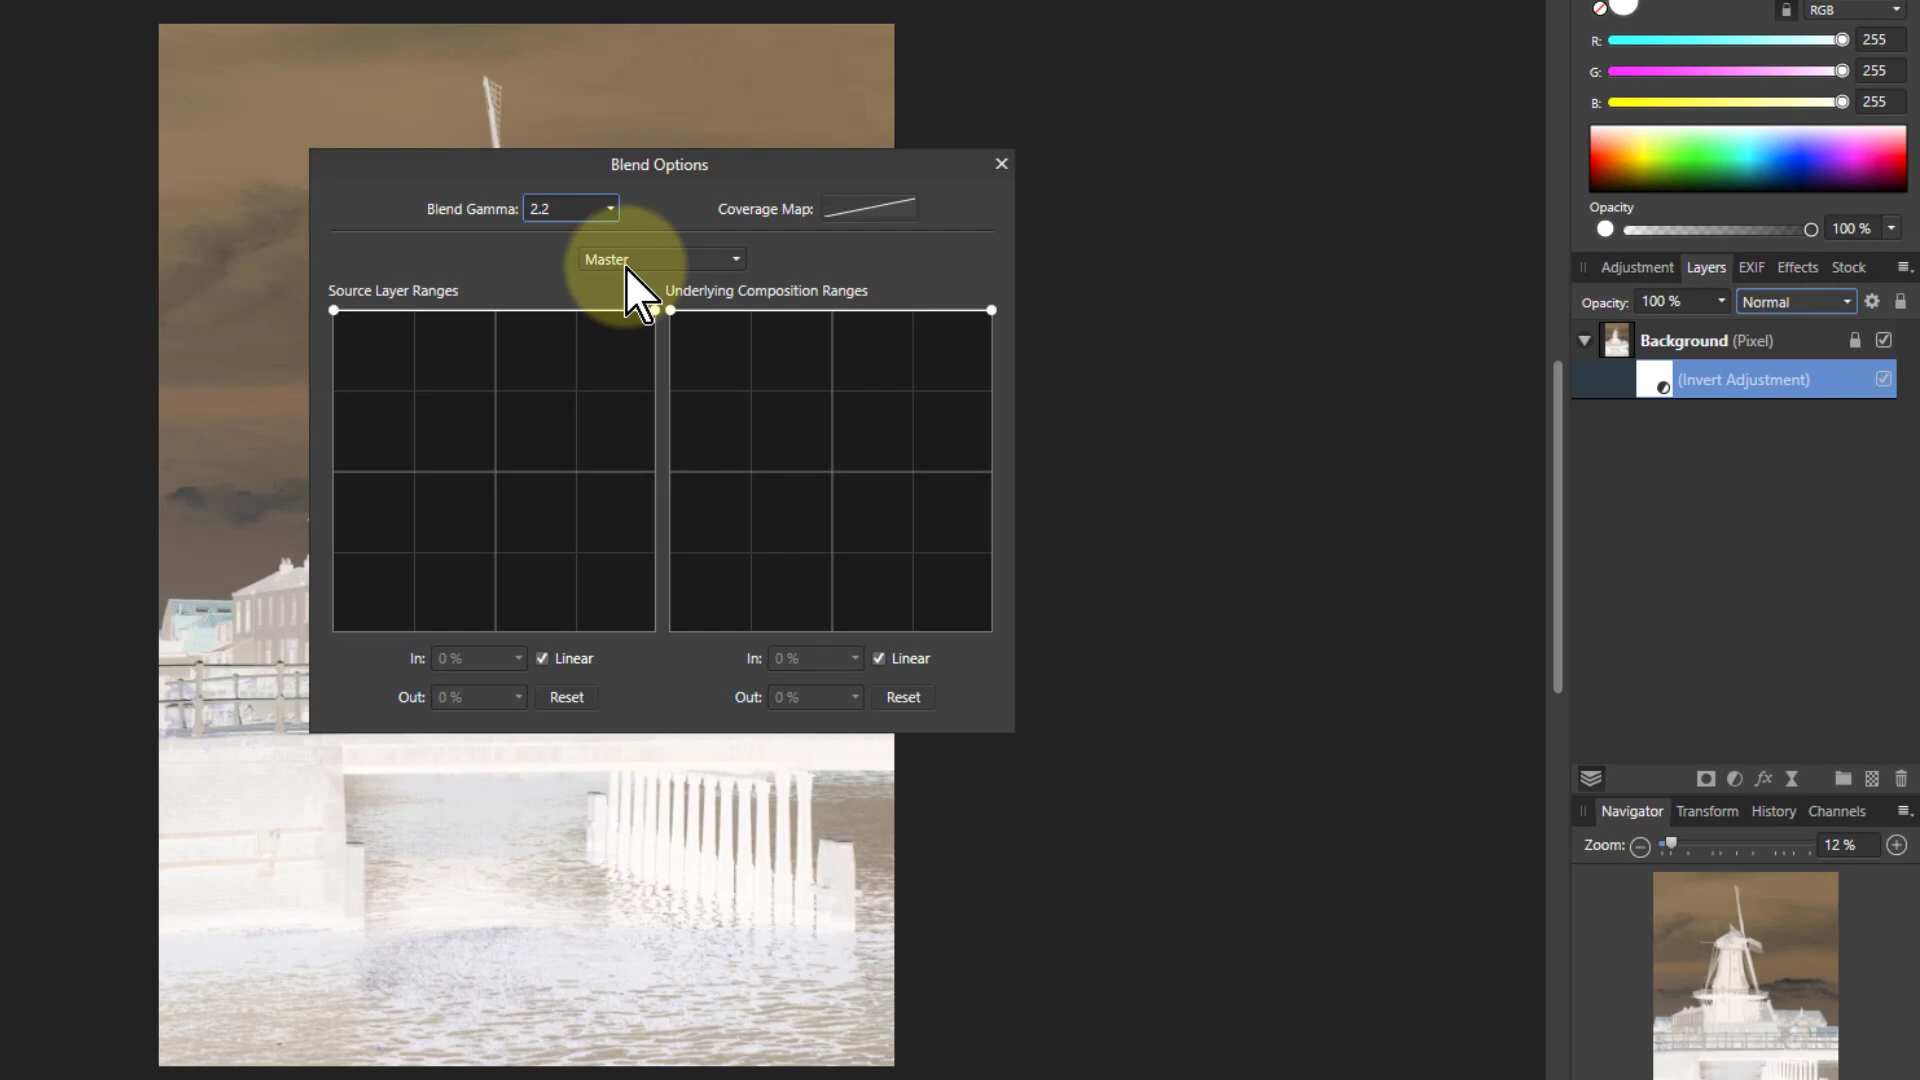 RGB
R: 255
G: 255
B: 255
Opacity
100 %
Adjustment Layers EXIF Effects Stock
Opacity: 100 % Normal
Background (Pixel)
(Invert Adjustment)
fx
Navigator Transform History Channels
Zoom: 12 %
Blend Options
Blend Gamma: 2.2 Coverage Map:
Master
Source Layer Ranges Underlying Composition Ranges
In: 0 % Linear In: 0 % Linear
Out: 0 % Reset Out: 0 % Reset